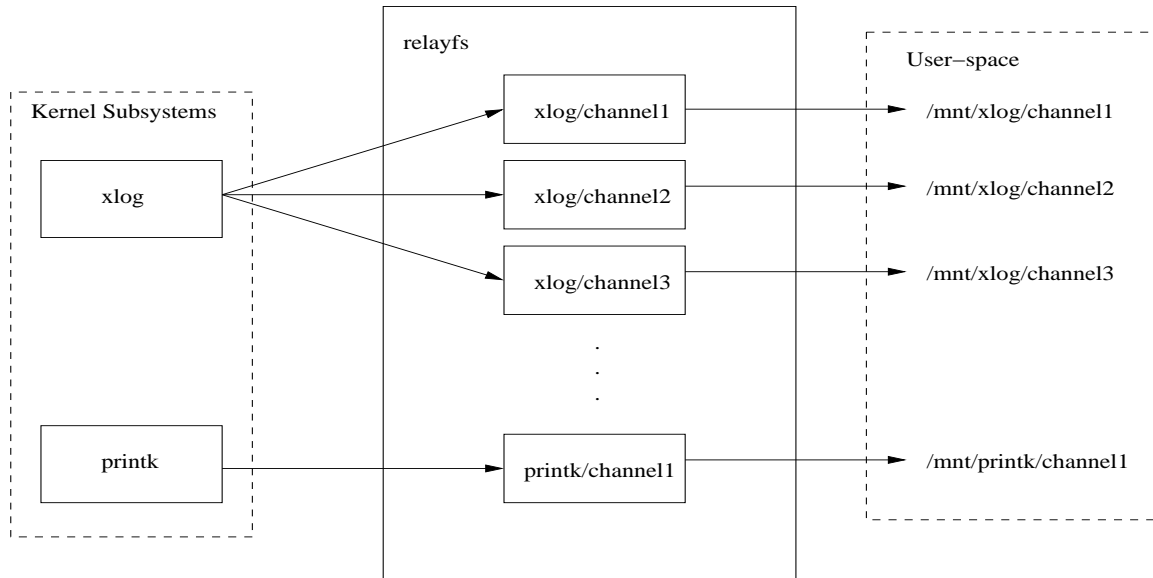 relayfs
User−space
Kernel Subsystems
xlog/channel1
/mnt/xlog/channel1
xlog
xlog/channel2
/mnt/xlog/channel2
xlog/channel3
/mnt/xlog/channel3
.
.
.
printk
printk/channel1
/mnt/printk/channel1